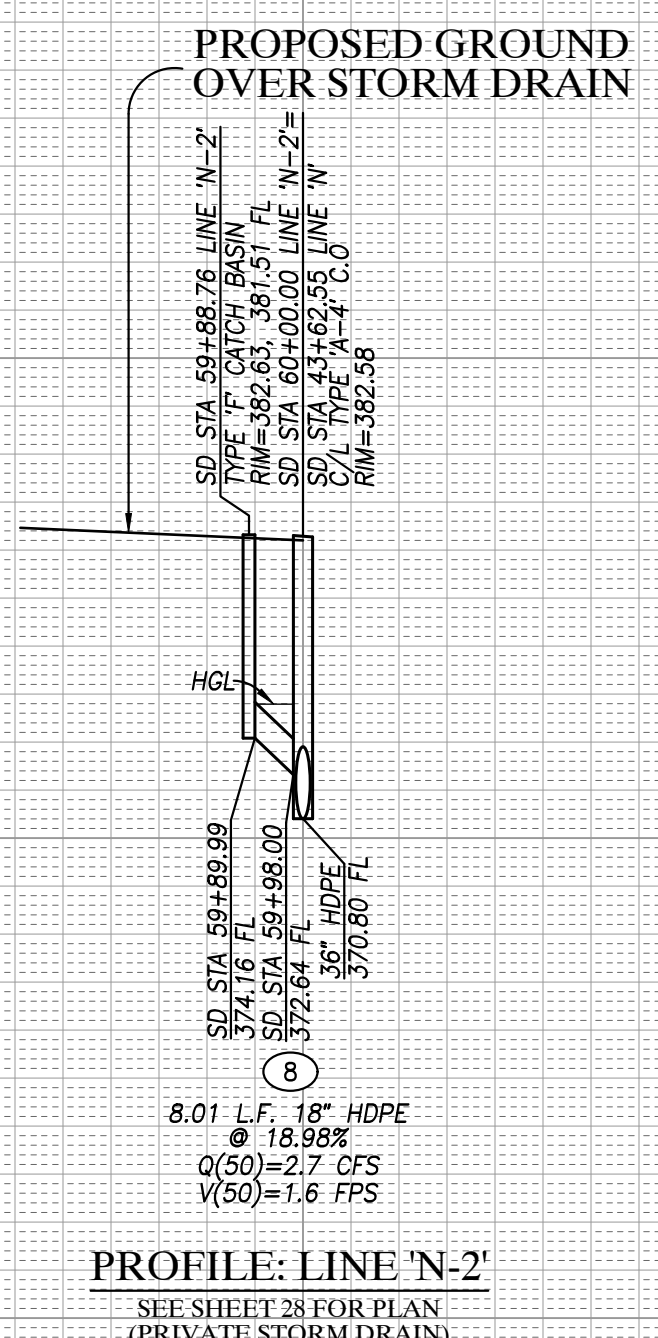 PROPOSED GROUND
OVER STORM DRAIN
SD STA 59+88.76 LINE 'N-2'
TYPE 'F' CATCH BASIN
RIM=382.63, 381.51 FL
SD STA 60+00.00 LINE 'N-2'=
SD STA 43+62.55 LINE 'N'
C/L TYPE 'A-4' C.O
RIM=382.58
HGL
SD STA 59+89.99
374.16 FL
SD STA 59+98.00
372.64 FL
36" HDPE
370.80 FL
8
8.01 L.F. 18" HDPE
@ 18.98%
Q(50)=2.7 CFS
V(50)=1.6 FPS
PROFILE: LINE 'N-2'
SEE SHEET 28 FOR PLAN
(PRIVATE STORM DRAIN)